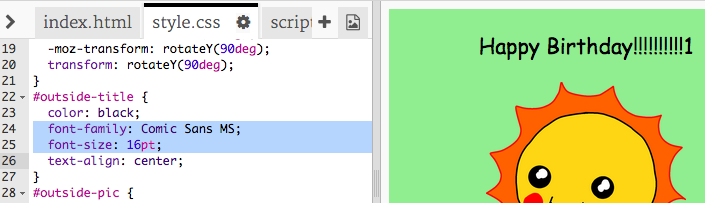 index.html style.css script
19 -moz-transform: rotateY(90deg);
20 transform: rotateY(90deg);
21 }
22 #outside-title {
23 color: black;
24 font-family: Comic Sans MS;
25 font-size: 16pt;
26 text-align: center;
27 }
28 #outside-pic {
Happy Birthday!!!!!!!!!!1